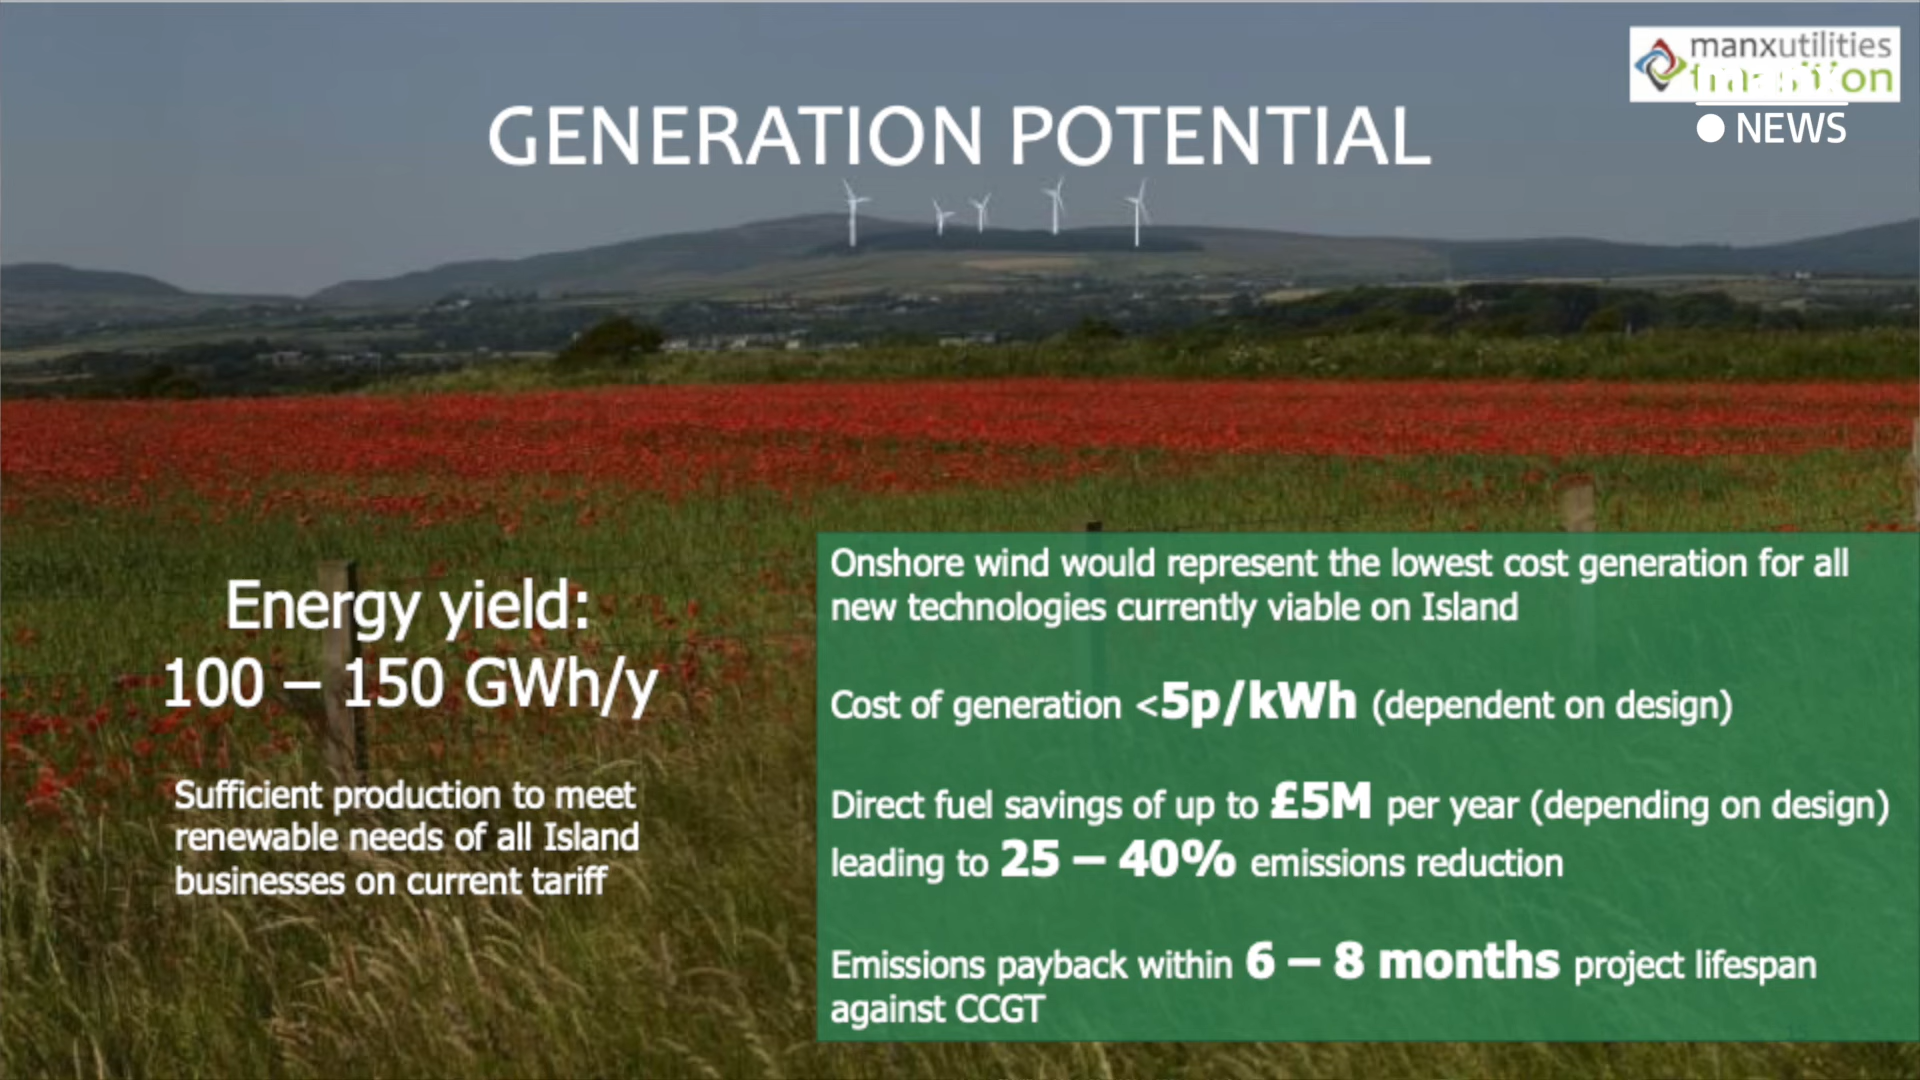 manxutilities
NEWS
GENERATION POTENTIAL
Energy yield:
100 – 150 GWh/y
Sufficient production to meet
renewable needs of all Island
businesses on current tariff
Onshore wind would represent the lowest cost generation for all
new technologies currently viable on Island
Cost of generation <5p/kWh (dependent on design)
Direct fuel savings of up to £5M per year (depending on design)
leading to 25 – 40% emissions reduction
Emissions payback within 6 – 8 months project lifespan
against CCGT